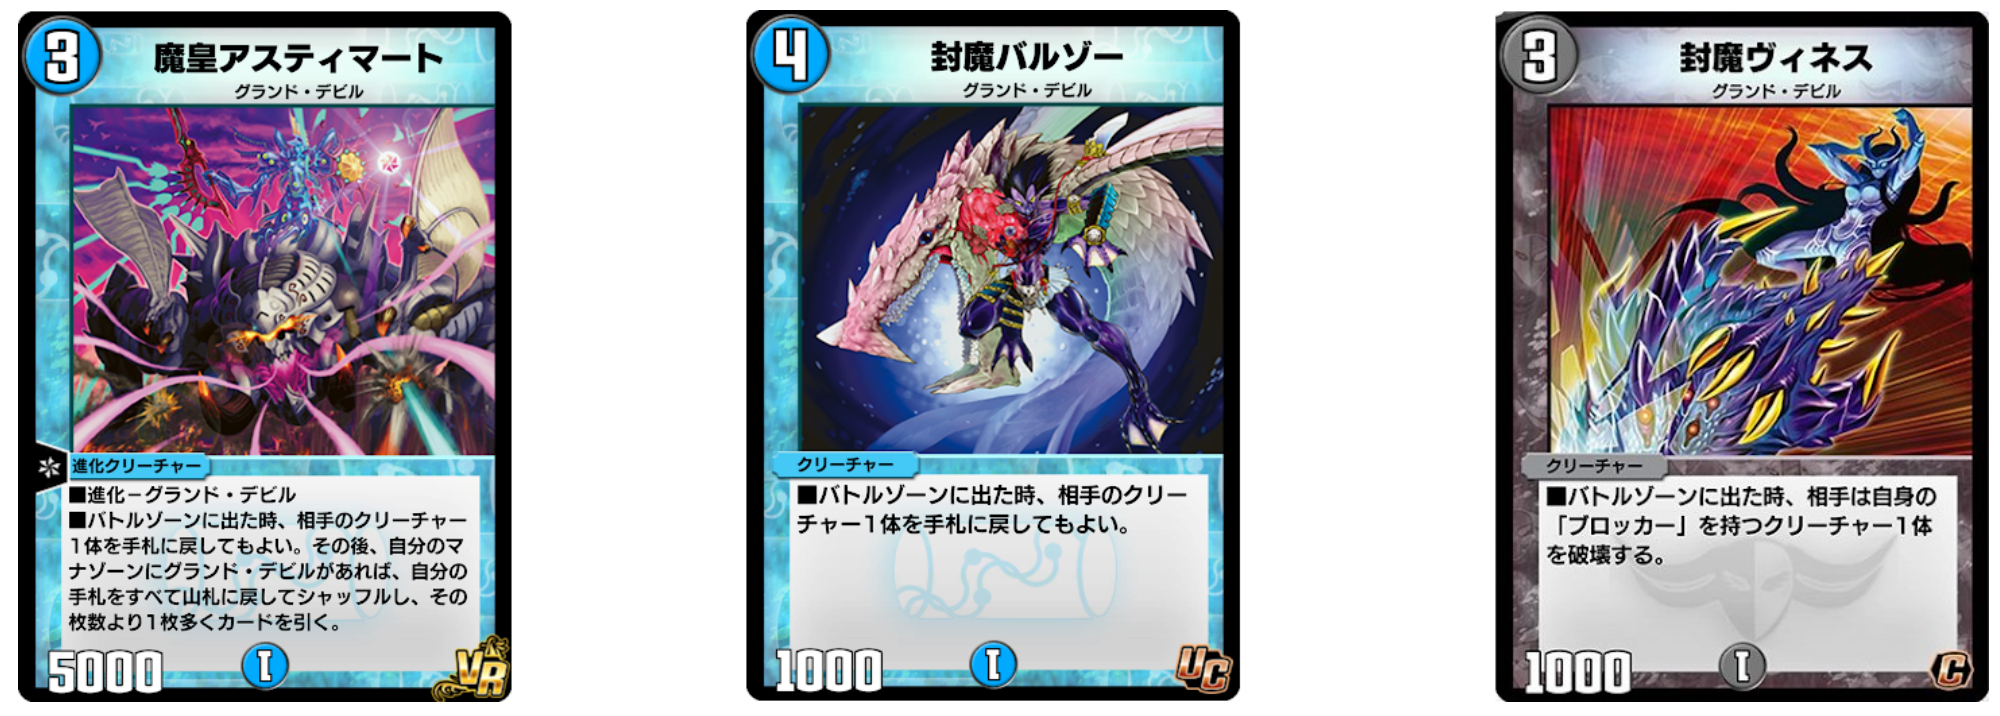 3
魔皇アスティマート
グランド・デビル
進化クリーチャー
■進化－グランド・デビル
■バトルゾーンに出た時、相手のクリーチャー
1体を手札に戻してもよい。その後、自分のマ
ナゾーンにグランド・デビルがあれば、自分の
手札をすべて山札に戻してシャッフルし、その
枚数より1枚多くカードを引く。
5000
1
VR
4
封魔バルゾー
グランド・デビル
クリーチャー
■バトルゾーンに出た時、相手のクリー
チャー1体を手札に戻してもよい。
1000
1
UC
3
封魔ヴィネス
グランド・デビル
クリーチャー
■バトルゾーンに出た時、相手は自身の
「ブロッカー」を持つクリーチャー1体
を破壊する。
1000
1
C